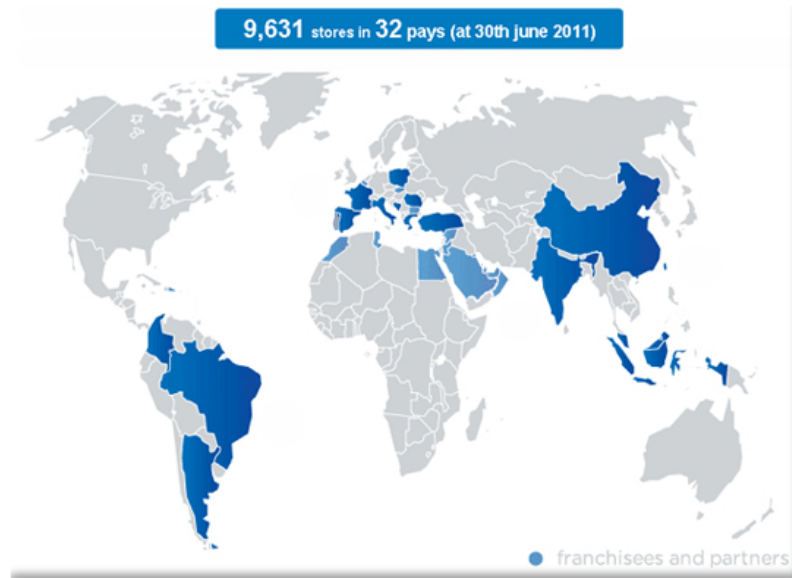 9,631 stores in 32 pays (at 30th june 2011)
franchisees and partners